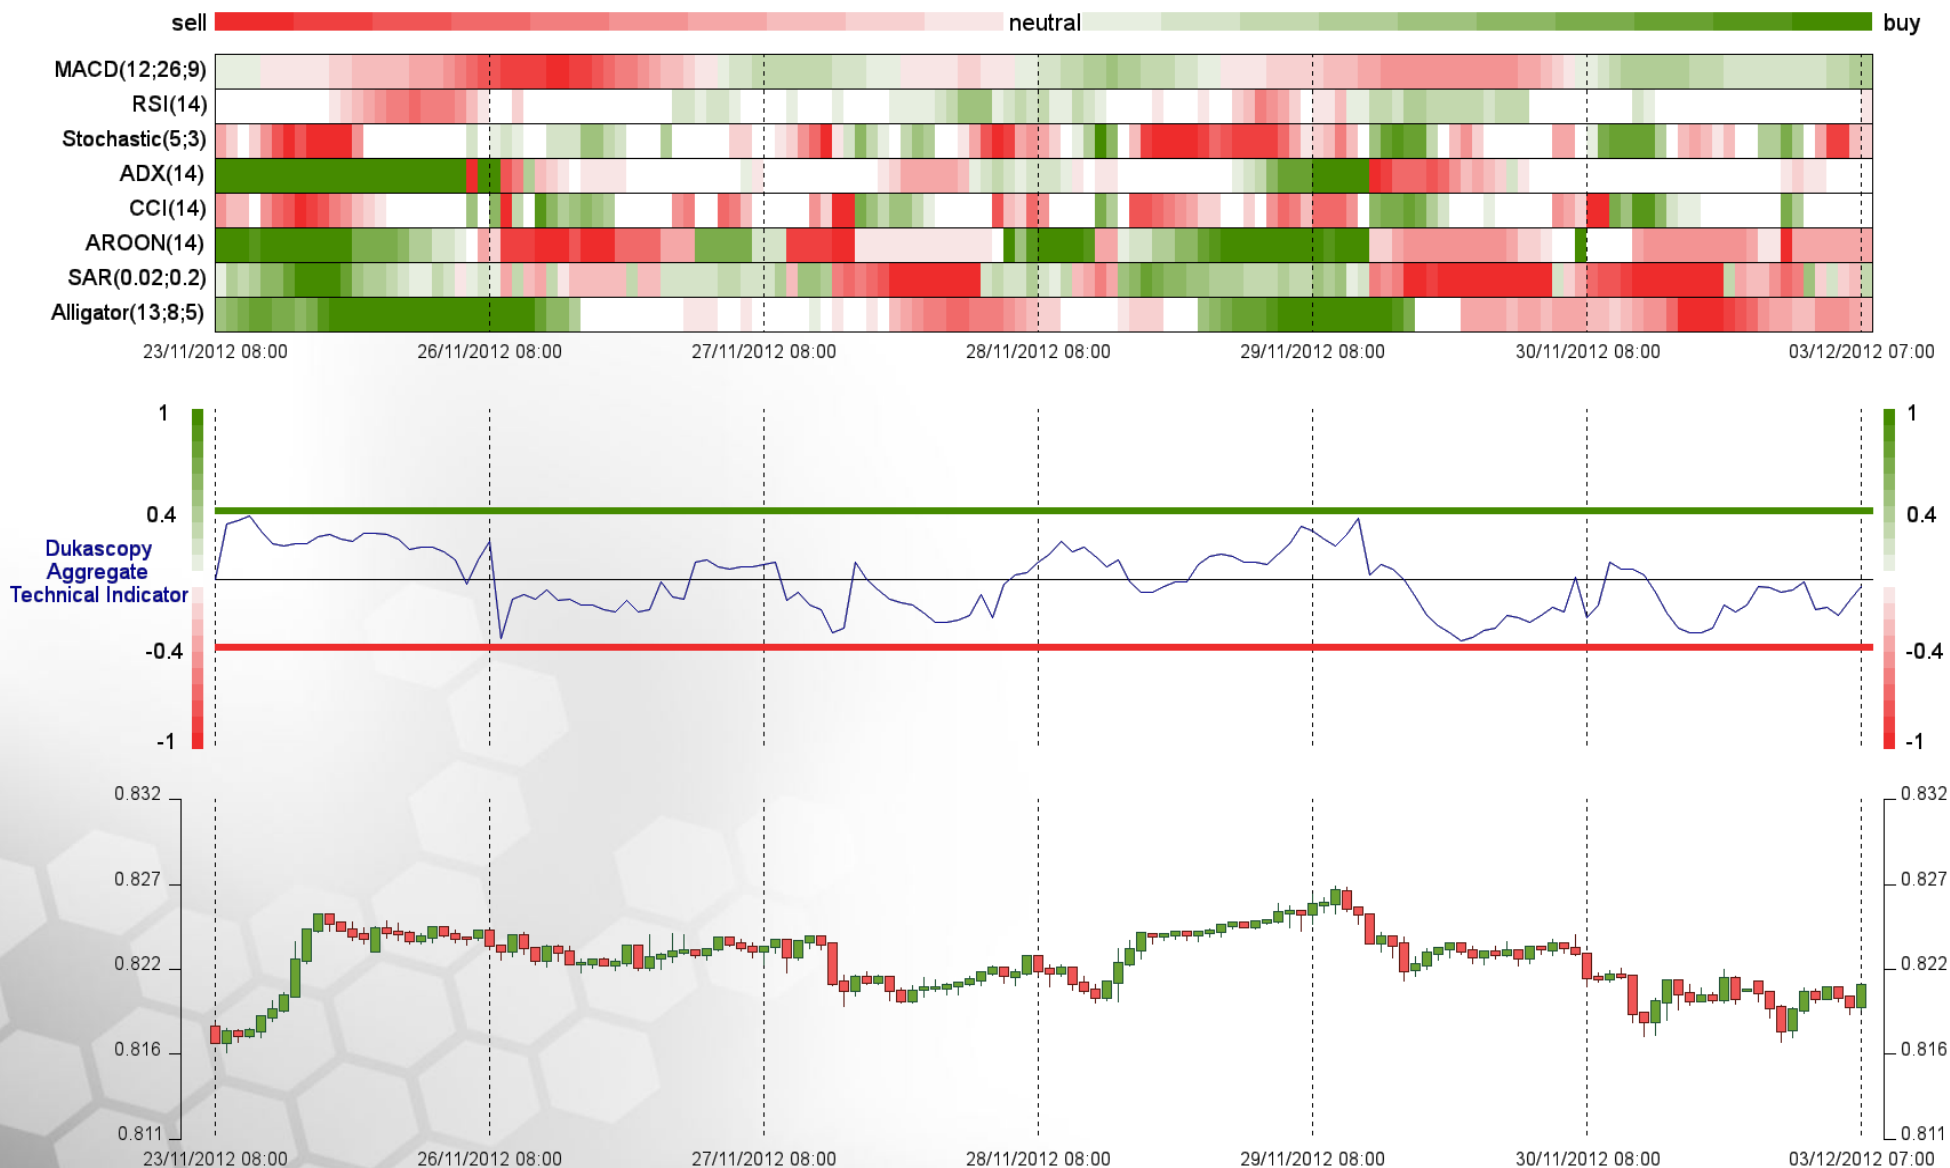 sell neutral buy
MACD(12;26;9)
RSI(14)
Stochastic(5;3)
ADX(14)
CCI(14)
AROON(14)
SAR(0.02;0.2)
Alligator(13;8;5)
23/11/2012 08:00 26/11/2012 08:00 27/11/2012 08:00 28/11/2012 08:00 29/11/2012 08:00 30/11/2012 08:00 03/12/2012 07:00
1 1
0.4 0.4
Dukascopy
Aggregate
Technical Indicator
-0.4 -0.4
-1 -1
0.832 0.832
0.827 0.827
0.822 0.822
0.816 0.816
0.811 0.811
23/11/2012 08:00 26/11/2012 08:00 27/11/2012 08:00 28/11/2012 08:00 29/11/2012 08:00 30/11/2012 08:00 03/12/2012 07:00